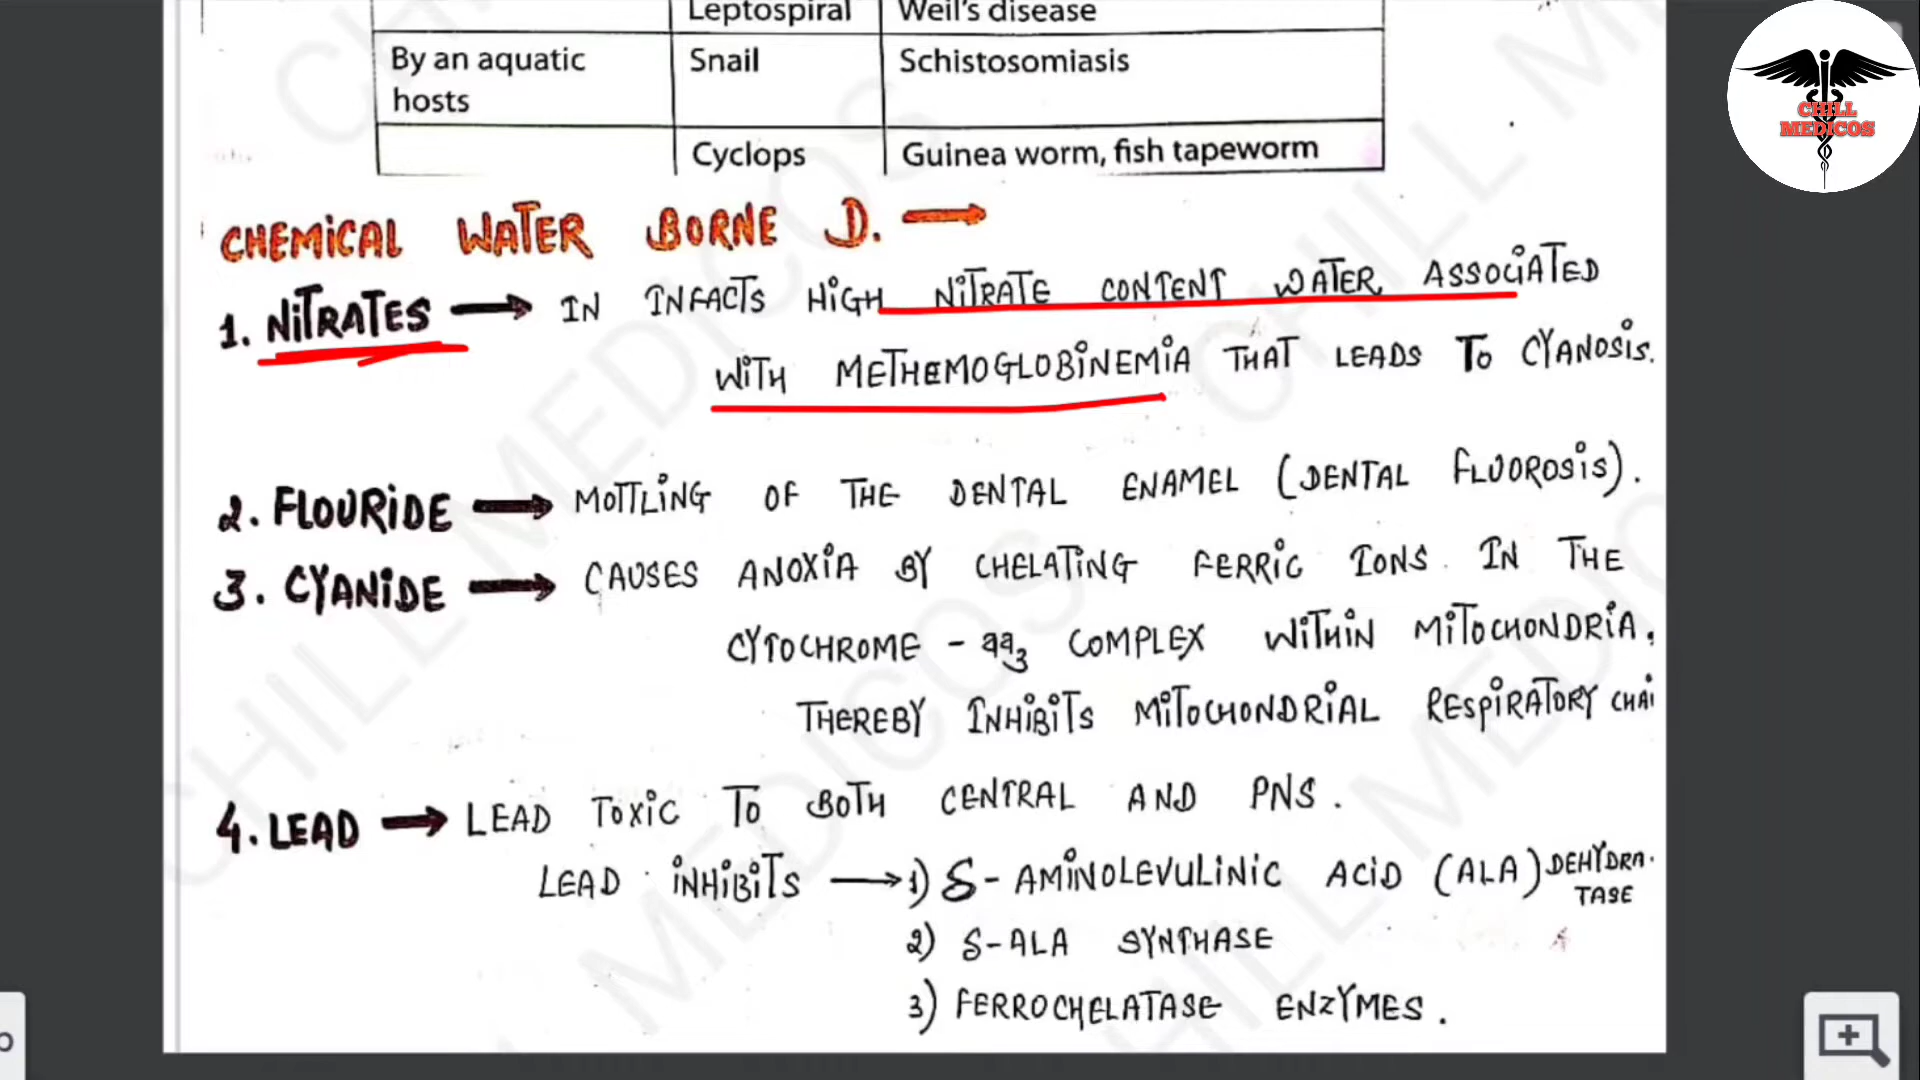 Leptospiral Weil's disease
By an aquatic hosts Snail Schistosomiasis
Cyclops Guinea worm, fish tapeworm
CHILL MEDICOS
CHEMICAL WATER BORNE D. →
1. NITRATES → IN INFACTS HIGH NITRATE CONTENT WATER ASSOCIATED
WITH METHEMOGLOBINEMIA THAT LEADS TO CYANOSIS.
2. FLOURIDE → MOTTLING OF THE DENTAL ENAMEL (DENTAL FLUOROSIS).
3. CYANIDE → CAUSES ANOXIA BY CHELATING FERRIC IONS IN THE
CYTOCHROME - aa3 COMPLEX WITHIN MITOCHONDRIA,
THEREBY INHIBITS MITOCHONDRIAL RESPIRATORY CHAI
4. LEAD → LEAD TOXIC TO BOTH CENTRAL AND PNS.
LEAD INHIBITS → 1) δ- AMINOLEVULINIC ACID (ALA) DEHYDRA-
TASE
2) δ-ALA SYNTHASE
3) FERROCHELATASE ENZYMES.
CHILL MEDICOS